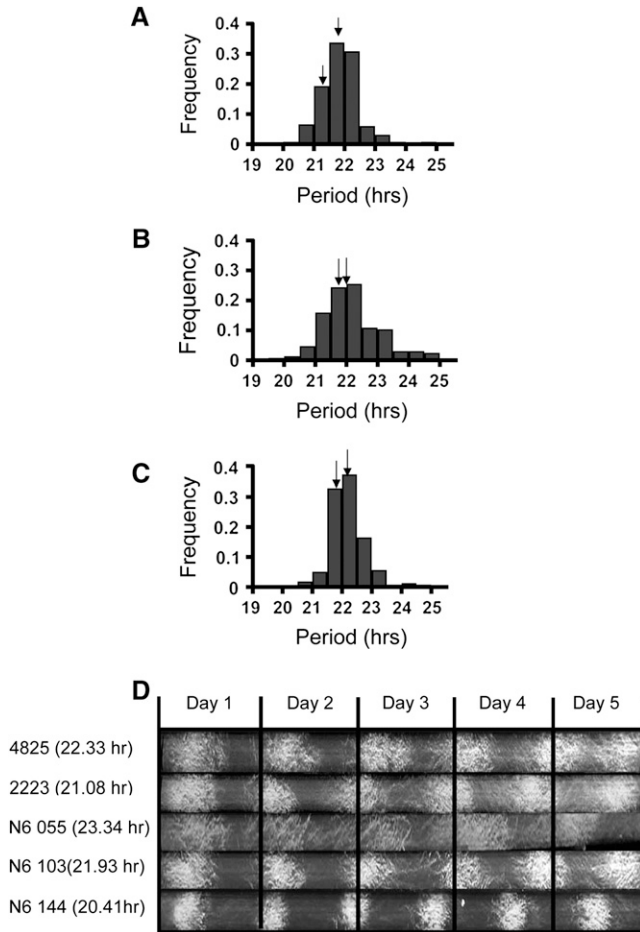 A
Frequency
0.4
0.3
0.2
0.1
0
19 20 21 22 23 24 25
Period (hrs)
B
Frequency
0.4
0.3
0.2
0.1
0
19 20 21 22 23 24 25
Period (hrs)
C
Frequency
0.4
0.3
0.2
0.1
0
19 20 21 22 23 24 25
Period (hrs)
D
Day 1 Day 2 Day 3 Day 4 Day 5
4825 (22.33 hr)
2223 (21.08 hr)
N6 055 (23.34 hr)
N6 103(21.93 hr)
N6 144 (20.41hr)